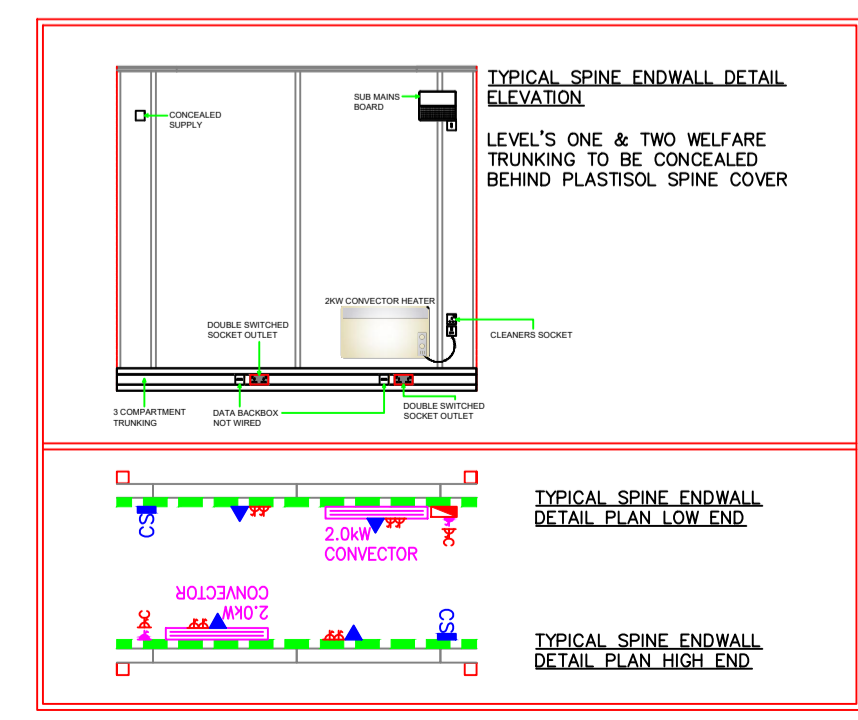 TYPICAL SPINE ENDWALL DETAIL
ELEVATION
LEVEL'S ONE & TWO WELFARE
TRUNKING TO BE CONCEALED
BEHIND PLASTISOL SPINE COVER
SUB MAINS
BOARD
CONCEALED
SUPPLY
2KW CONVECTOR HEATER
DOUBLE SWITCHED
SOCKET OUTLET
CLEANERS SOCKET
3 COMPARTMENT
TRUNKING
DATA BACKBOX
NOT WIRED
DOUBLE SWITCHED
SOCKET OUTLET
TYPICAL SPINE ENDWALL
DETAIL PLAN LOW END
CS
2.0kW
CONVECTOR
C
2.0kW
CONVECTOR
C
CS
TYPICAL SPINE ENDWALL
DETAIL PLAN HIGH END